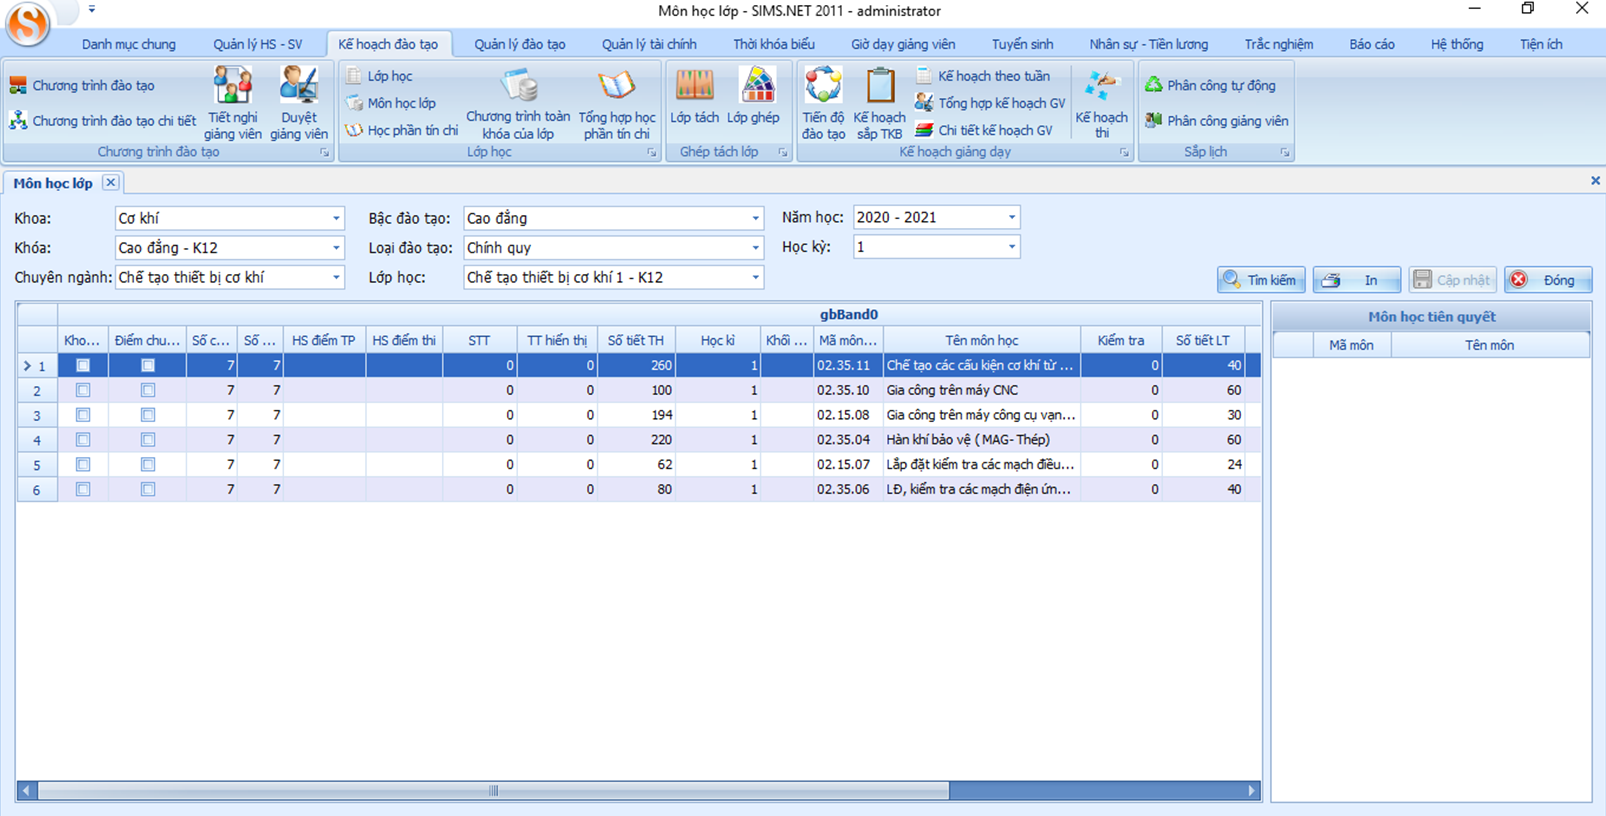 Môn học lớp - SIMS.NET 2011 - administrator
Danh mục chung Quản lý HS - SV Kế hoạch đào tạo Quản lý đào tạo Quản lý tài chính Thời khóa biểu Giờ dạy giảng viên Tuyển sinh Nhân sự - Tiền lương Trắc nghiệm Báo cáo Hệ thống Tiện ích
Chương trình đào tạo
Chương trình đào tạo chi tiết
Tiết nghi
giảng viên
Duyệt
giảng viên
Chương trình đào tạo
Lớp học
Môn học lớp
Học phần tín chi
Chương trình toàn
khóa của lớp
Tổng hợp học
phần tín chi
Lớp học
Lớp tách
Lớp ghép
Ghép tách lớp
Tiến độ
đào tạo
Kế hoạch
sắp TKB
Kế hoạch theo tuần
Tổng hợp kế hoạch GV
Chi tiết kế hoạch GV
Kế hoạch
thi
Kế hoạch giảng dạy
Phân công tự động
Phân công giảng viên
Sắp lịch
Môn học lớp
Khoa: Cơ khí Bậc đào tạo: Cao đẳng Năm học: 2020 - 2021
Khóa: Cao đẳng - K12 Loại đào tạo: Chính quy Học kỳ: 1
Chuyên ngành: Chế tạo thiết bị cơ khí Lớp học: Chế tạo thiết bị cơ khí 1 - K12
Tìm kiếm In Cập nhật Đóng
gbBand0
Kho... Điểm chu... Số c... Số ... HS điểm TP HS điểm thi STT TT hiển thị Số tiết TH Học kì Khối ... Mã môn... Tên môn học Kiểm tra Số tiết LT
1 7 7 0 0 260 1 02.35.11 Chế tạo các cấu kiện cơ khí từ ... 0 40
2 7 7 0 0 100 1 02.35.10 Gia công trên máy CNC 0 60
3 7 7 0 0 194 1 02.15.08 Gia công trên máy công cụ vạn... 0 30
4 7 7 0 0 220 1 02.35.04 Hàn khí bảo vệ ( MAG- Thép) 0 60
5 7 7 0 0 62 1 02.15.07 Lắp đặt kiểm tra các mạch điều... 0 24
6 7 7 0 0 80 1 02.35.06 LĐ, kiểm tra các mạch điện ứn... 0 40
Môn học tiên quyết
Mã môn Tên môn